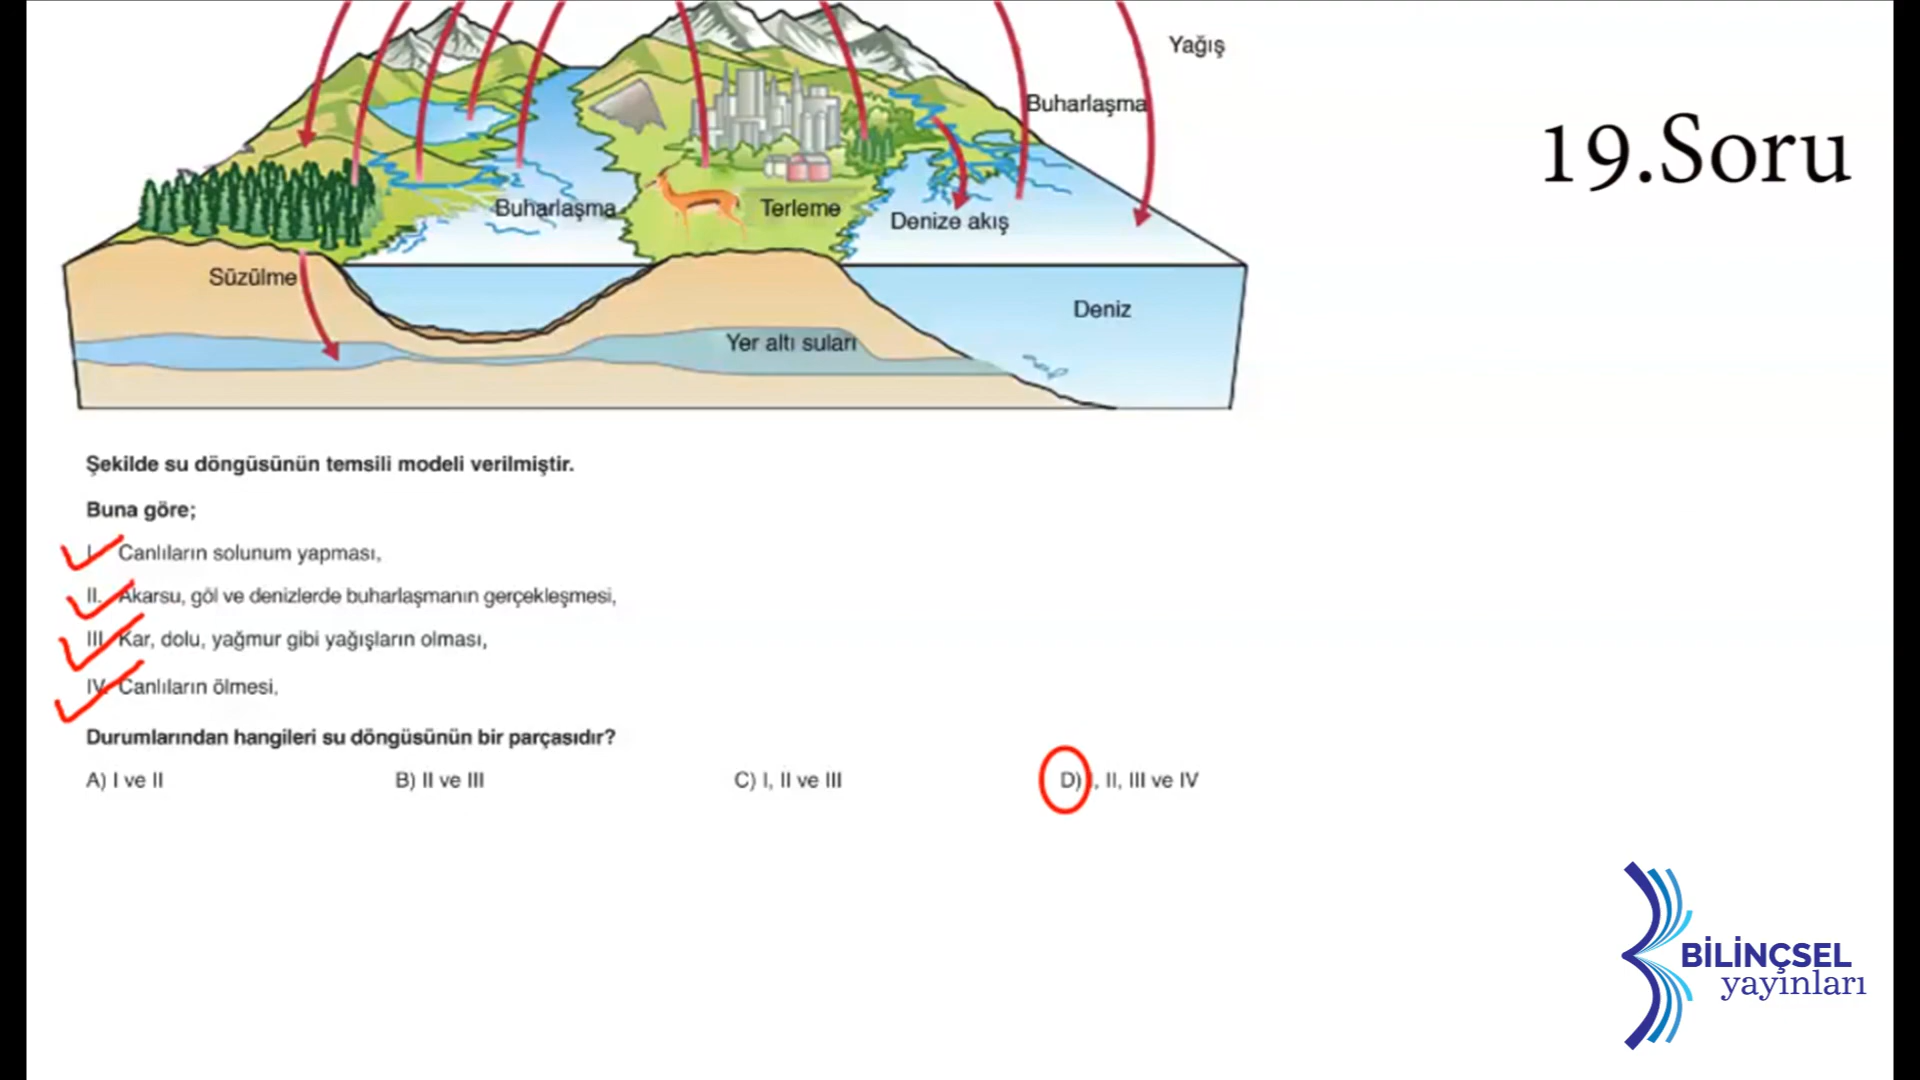 Yağış
Buharlaşma
19.Soru
Buharlaşma
Terleme
Denize akış
Süzülme
Deniz
Yer altı suları
Şekilde su döngüsünün temsili modeli verilmiştir.
Buna göre;
I. Canlıların solunum yapması,
II. Akarsu, göl ve denizlerde buharlaşmanın gerçekleşmesi,
III. Kar, dolu, yağmur gibi yağışların olması,
IV. Canlıların ölmesi,
Durumlarından hangileri su döngüsünün bir parçasıdır?
A) I ve II B) II ve III C) I, II ve III D) I, II, III ve IV
BİLİNÇSEL
yayınları